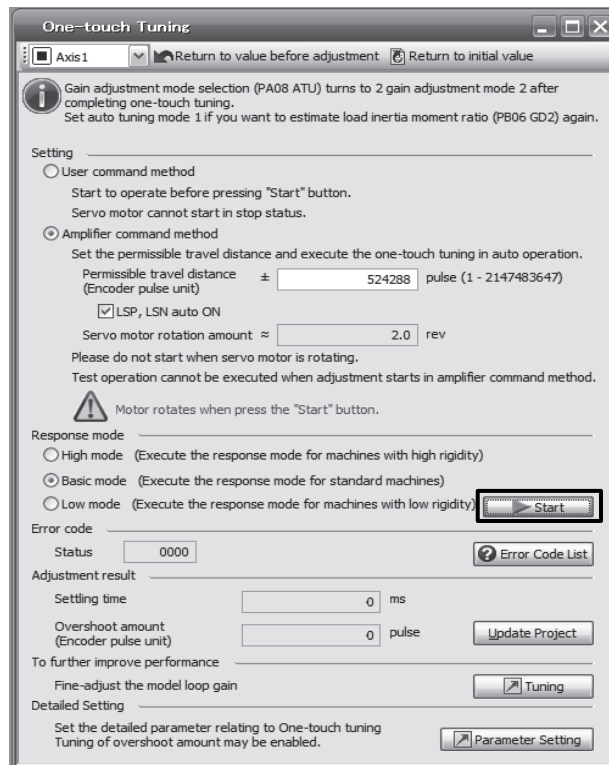 One-touch Tuning
Axis1 Return to value before adjustment Return to initial value
Gain adjustment mode selection (PA08 ATU) turns to 2 gain adjustment mode 2 after
completing one-touch tuning.
Set auto tuning mode 1 if you want to estimate load inertia moment ratio (PB06 GD2) again.
Setting
User command method
Start to operate before pressing "Start" button.
Servo motor cannot start in stop status.
Amplifier command method
Set the permissible travel distance and execute the one-touch tuning in auto operation.
Permissible travel distance ± 524288 pulse (1 - 2147483647)
(Encoder pulse unit)
LSP, LSN auto ON
Servo motor rotation amount ≈ 2.0 rev
Please do not start when servo motor is rotating.
Test operation cannot be executed when adjustment starts in amplifier command method.
Motor rotates when press the "Start" button.
Response mode
High mode (Execute the response mode for machines with high rigidity)
Basic mode (Execute the response mode for standard machines)
Low mode (Execute the response mode for machines with low rigidity) Start
Error code
Status 0000 Error Code List
Adjustment result
Settling time 0 ms
Overshoot amount 0 pulse Update Project
(Encoder pulse unit)
To further improve performance
Fine-adjust the model loop gain Tuning
Detailed Setting
Set the detailed parameter relating to One-touch tuning
Tuning of overshoot amount may be enabled. Parameter Setting